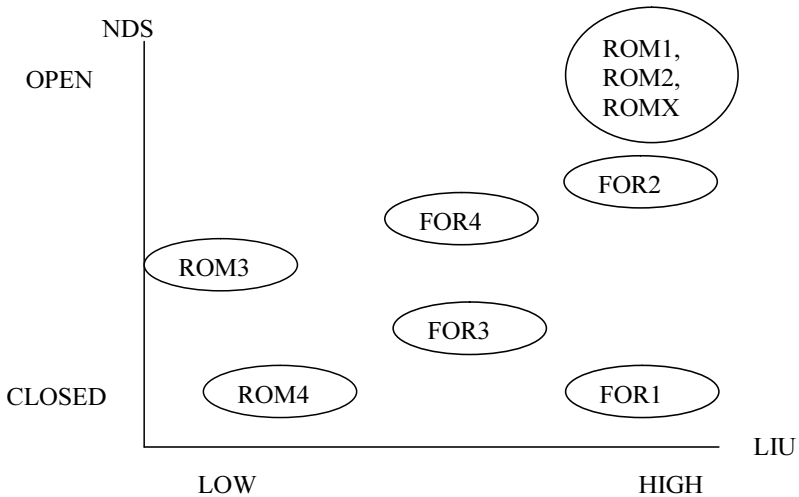 NDS
OPEN
ROM1,
ROM2,
ROMX
FOR2
FOR4
ROM3
FOR3
CLOSED
ROM4
FOR1
LIU
LOW
HIGH